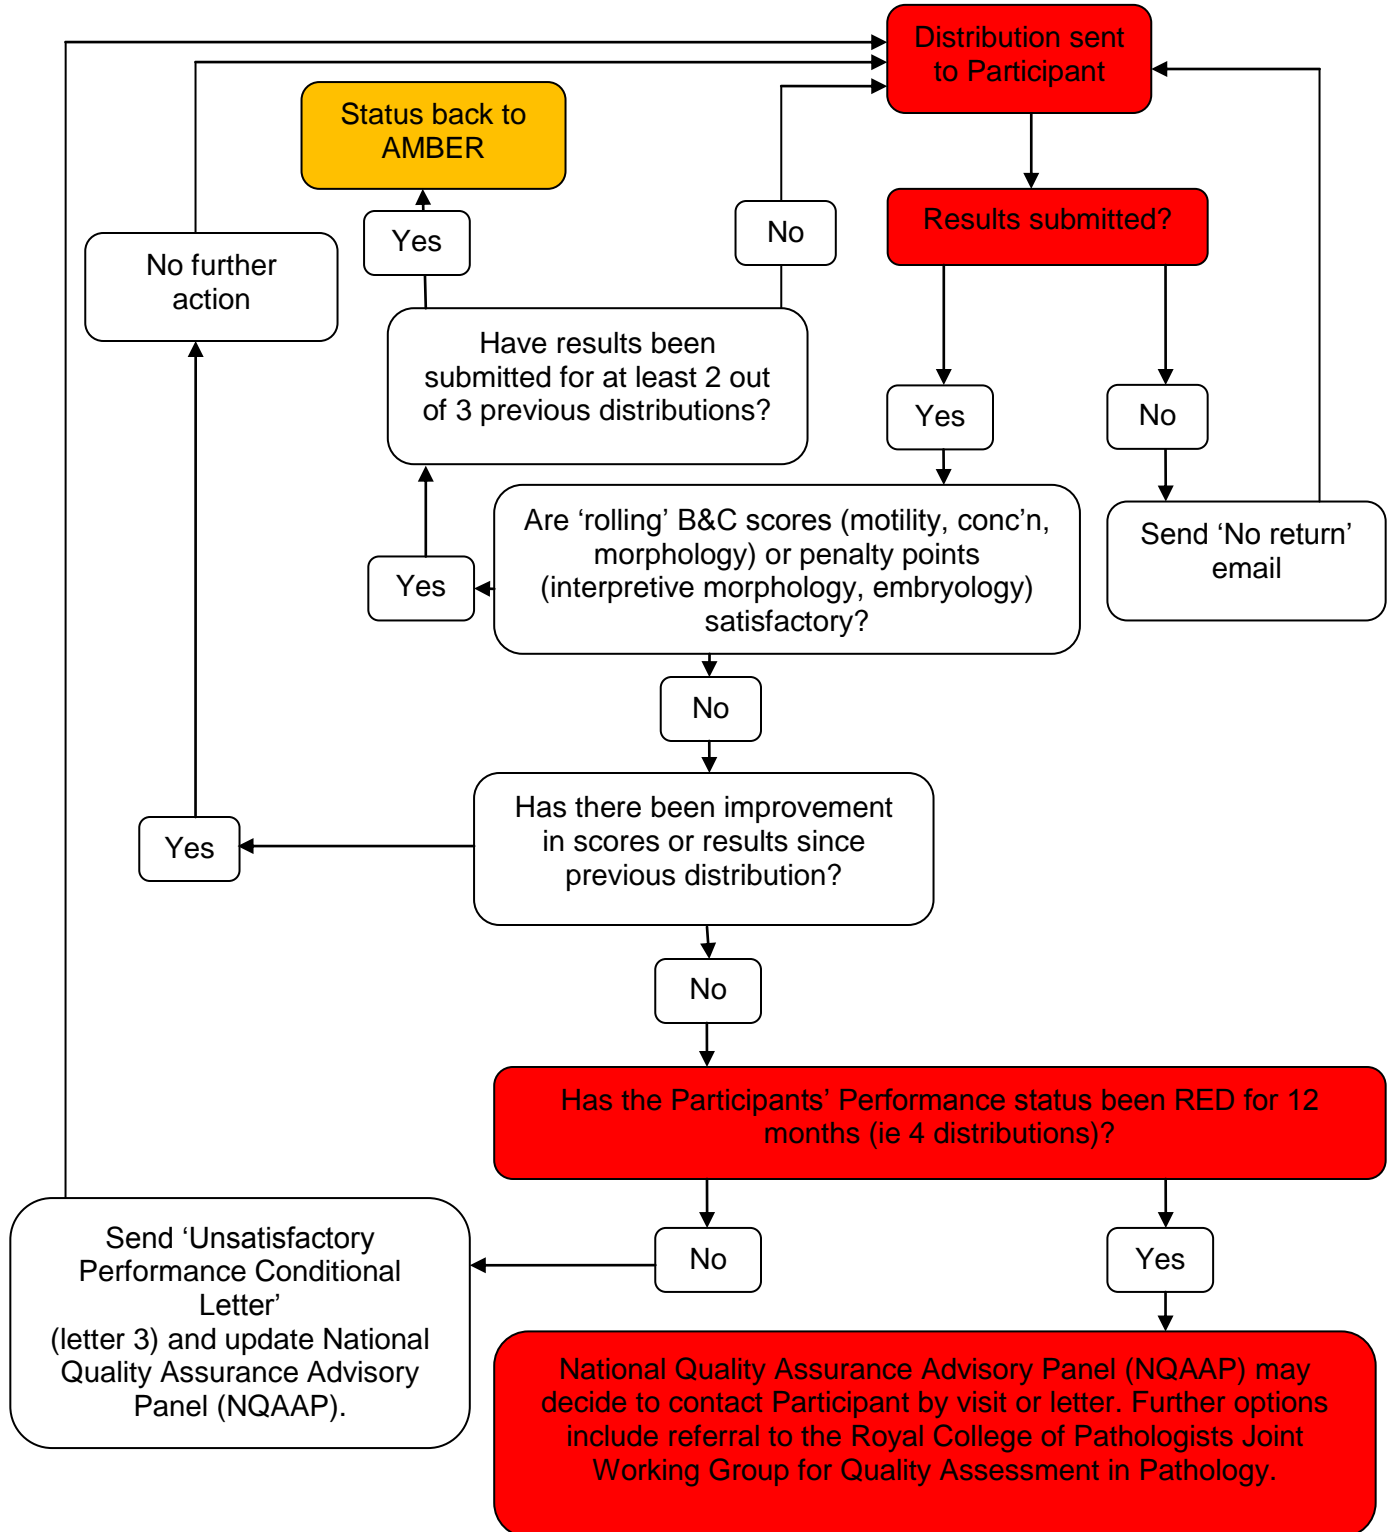 Distribution sent
to Participant
Status back to
AMBER
Yes
No
Results submitted?
No further
action
Have results been
submitted for at least 2 out
of 3 previous distributions?
Yes
No
Are ‘rolling’ B&C scores (motility, conc’n,
morphology) or penalty points
(interpretive morphology, embryology)
satisfactory?
Yes
Send ‘No return’
email
No
Has there been improvement
in scores or results since
previous distribution?
Yes
No
Has the Participants’ Performance status been RED for 12
months (ie 4 distributions)?
No
Yes
Send ‘Unsatisfactory
Performance Conditional
Letter’
(letter 3) and update National
Quality Assurance Advisory
Panel (NQAAP).
National Quality Assurance Advisory Panel (NQAAP) may
decide to contact Participant by visit or letter. Further options
include referral to the Royal College of Pathologists Joint
Working Group for Quality Assessment in Pathology.